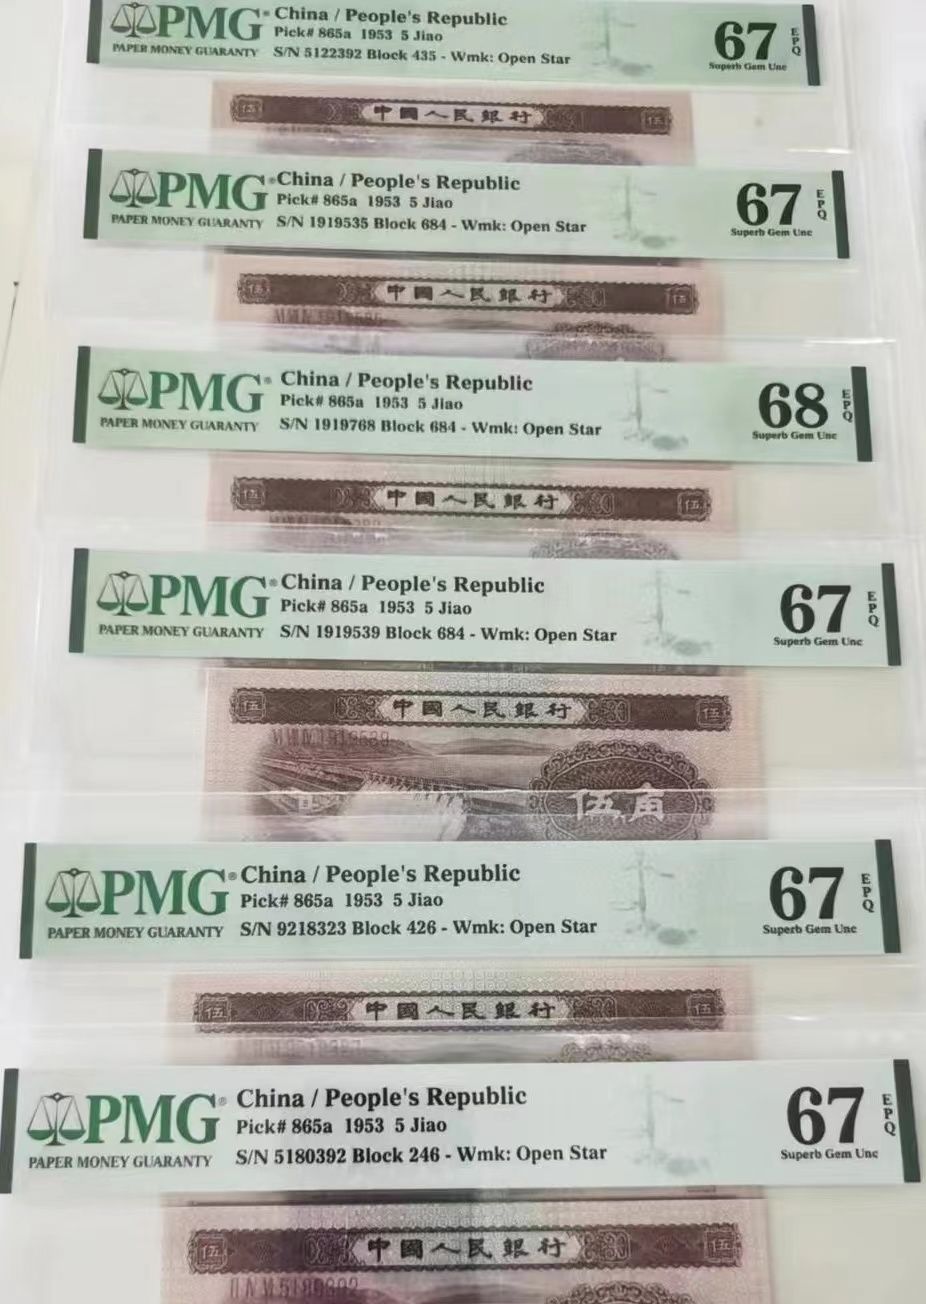 PMG China / People's Republic
Pick# 865a 1953 5 Jiao
PAPER MONEY GUARANTY S/N 5122392 Block 435 - Wmk: Open Star
67 EPQ
Superb Gem Unc
伍 中國人民銀行 伍
PMG China / People's Republic
Pick# 865a 1953 5 Jiao
PAPER MONEY GUARANTY S/N 1919535 Block 684 - Wmk: Open Star
67 EPQ
Superb Gem Unc
伍 中國人民銀行 伍
PMG China / People's Republic
Pick# 865a 1953 5 Jiao
PAPER MONEY GUARANTY S/N 1919768 Block 684 - Wmk: Open Star
68 EPQ
Superb Gem Unc
伍 中國人民銀行 伍
PMG China / People's Republic
Pick# 865a 1953 5 Jiao
PAPER MONEY GUARANTY S/N 1919539 Block 684 - Wmk: Open Star
67 EPQ
Superb Gem Unc
伍 中國人民銀行 伍
1919539
伍角
PMG China / People's Republic
Pick# 865a 1953 5 Jiao
PAPER MONEY GUARANTY S/N 9218323 Block 426 - Wmk: Open Star
67 EPQ
Superb Gem Unc
伍 中國人民銀行 伍
PMG China / People's Republic
Pick# 865a 1953 5 Jiao
PAPER MONEY GUARANTY S/N 5180392 Block 246 - Wmk: Open Star
67 EPQ
Superb Gem Unc
伍 中國人民銀行 伍
5180392